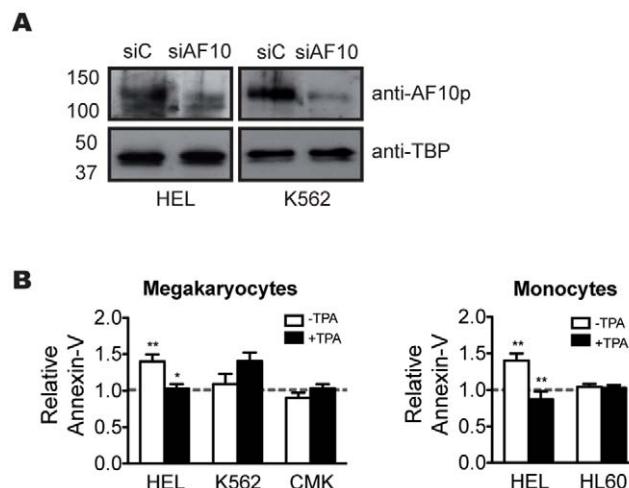 A
siC siAF10 siC siAF10
150
100
anti-AF10p
50
37
anti-TBP
HEL K562
B
Megakaryocytes
Relative
Annexin-V
2.0
1.5
1.0
0.5
0.0
-TPA
+TPA
**
*
HEL K562 CMK
Monocytes
Relative
Annexin-V
2.0
1.5
1.0
0.5
0.0
-TPA
+TPA
**
**
HEL HL60